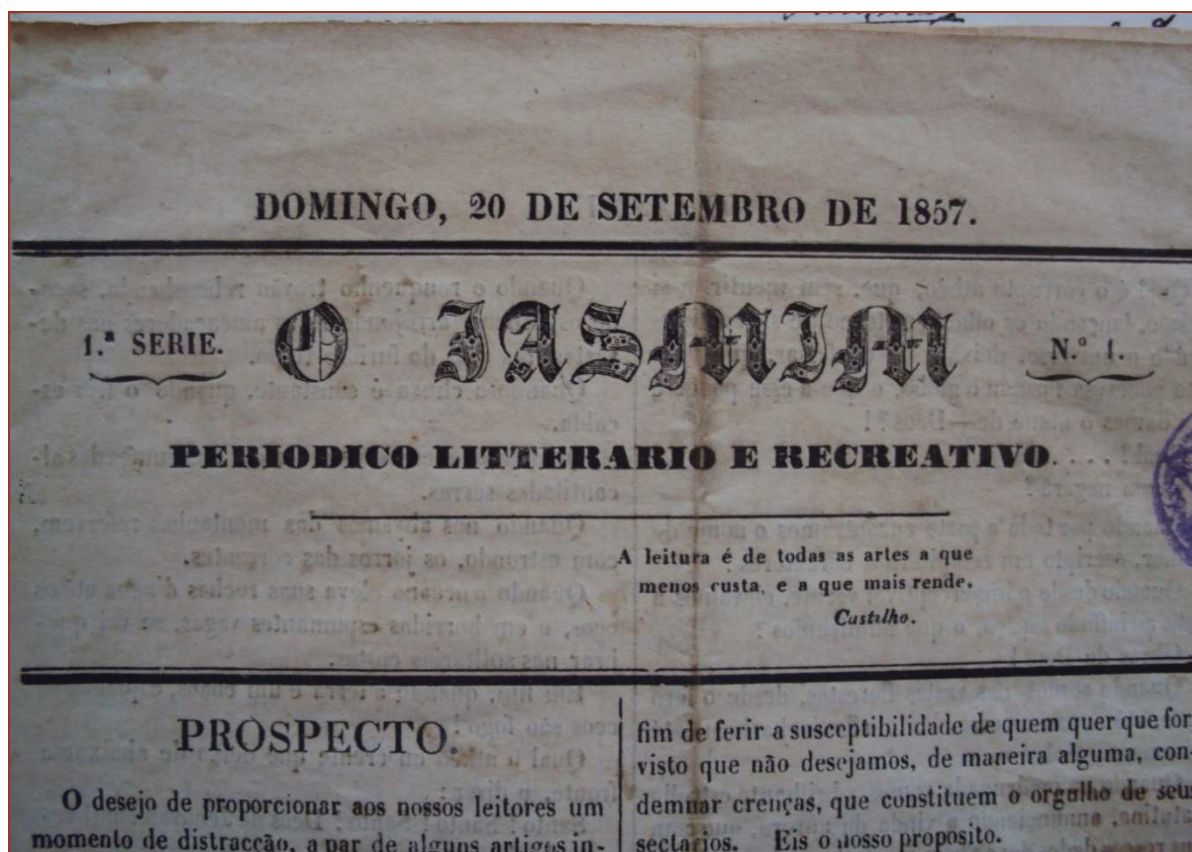 DOMINGO, 20 DE SETEMBRO DE 1857.
1.ª SERIE.
O JASMIM
N.º 1.
PERIODICO LITTERARIO E RECREATIVO.
A leitura é de todas as artes a que
menos custa, e a que mais rende.
Castilho.
PROSPECTO.
O desejo de proporcionar aos nossos leitores um
momento de distracção, a par de alguns artigos in-
fim de ferir a susceptibilidade de quem quer que for
visto que não desejamos, de maneira alguma, con-
demnar crenças, que constituem o orgulho de seus
sectarios. Eis o nosso proposito.